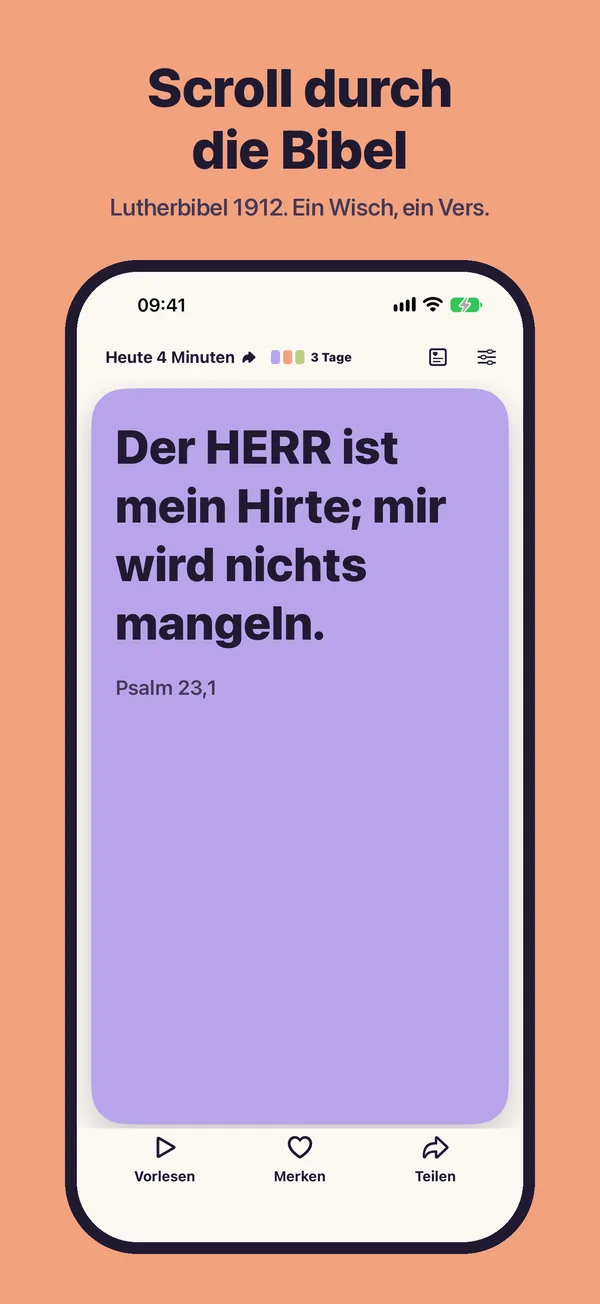 Scroll durch
die Bibel
Lutherbibel 1912. Ein Wisch, ein Vers.
09:41
Heute 4 Minuten 3 Tage
Der HERR ist
mein Hirte; mir
wird nichts
mangeln.
Psalm 23,1
Vorlesen Merken Teilen